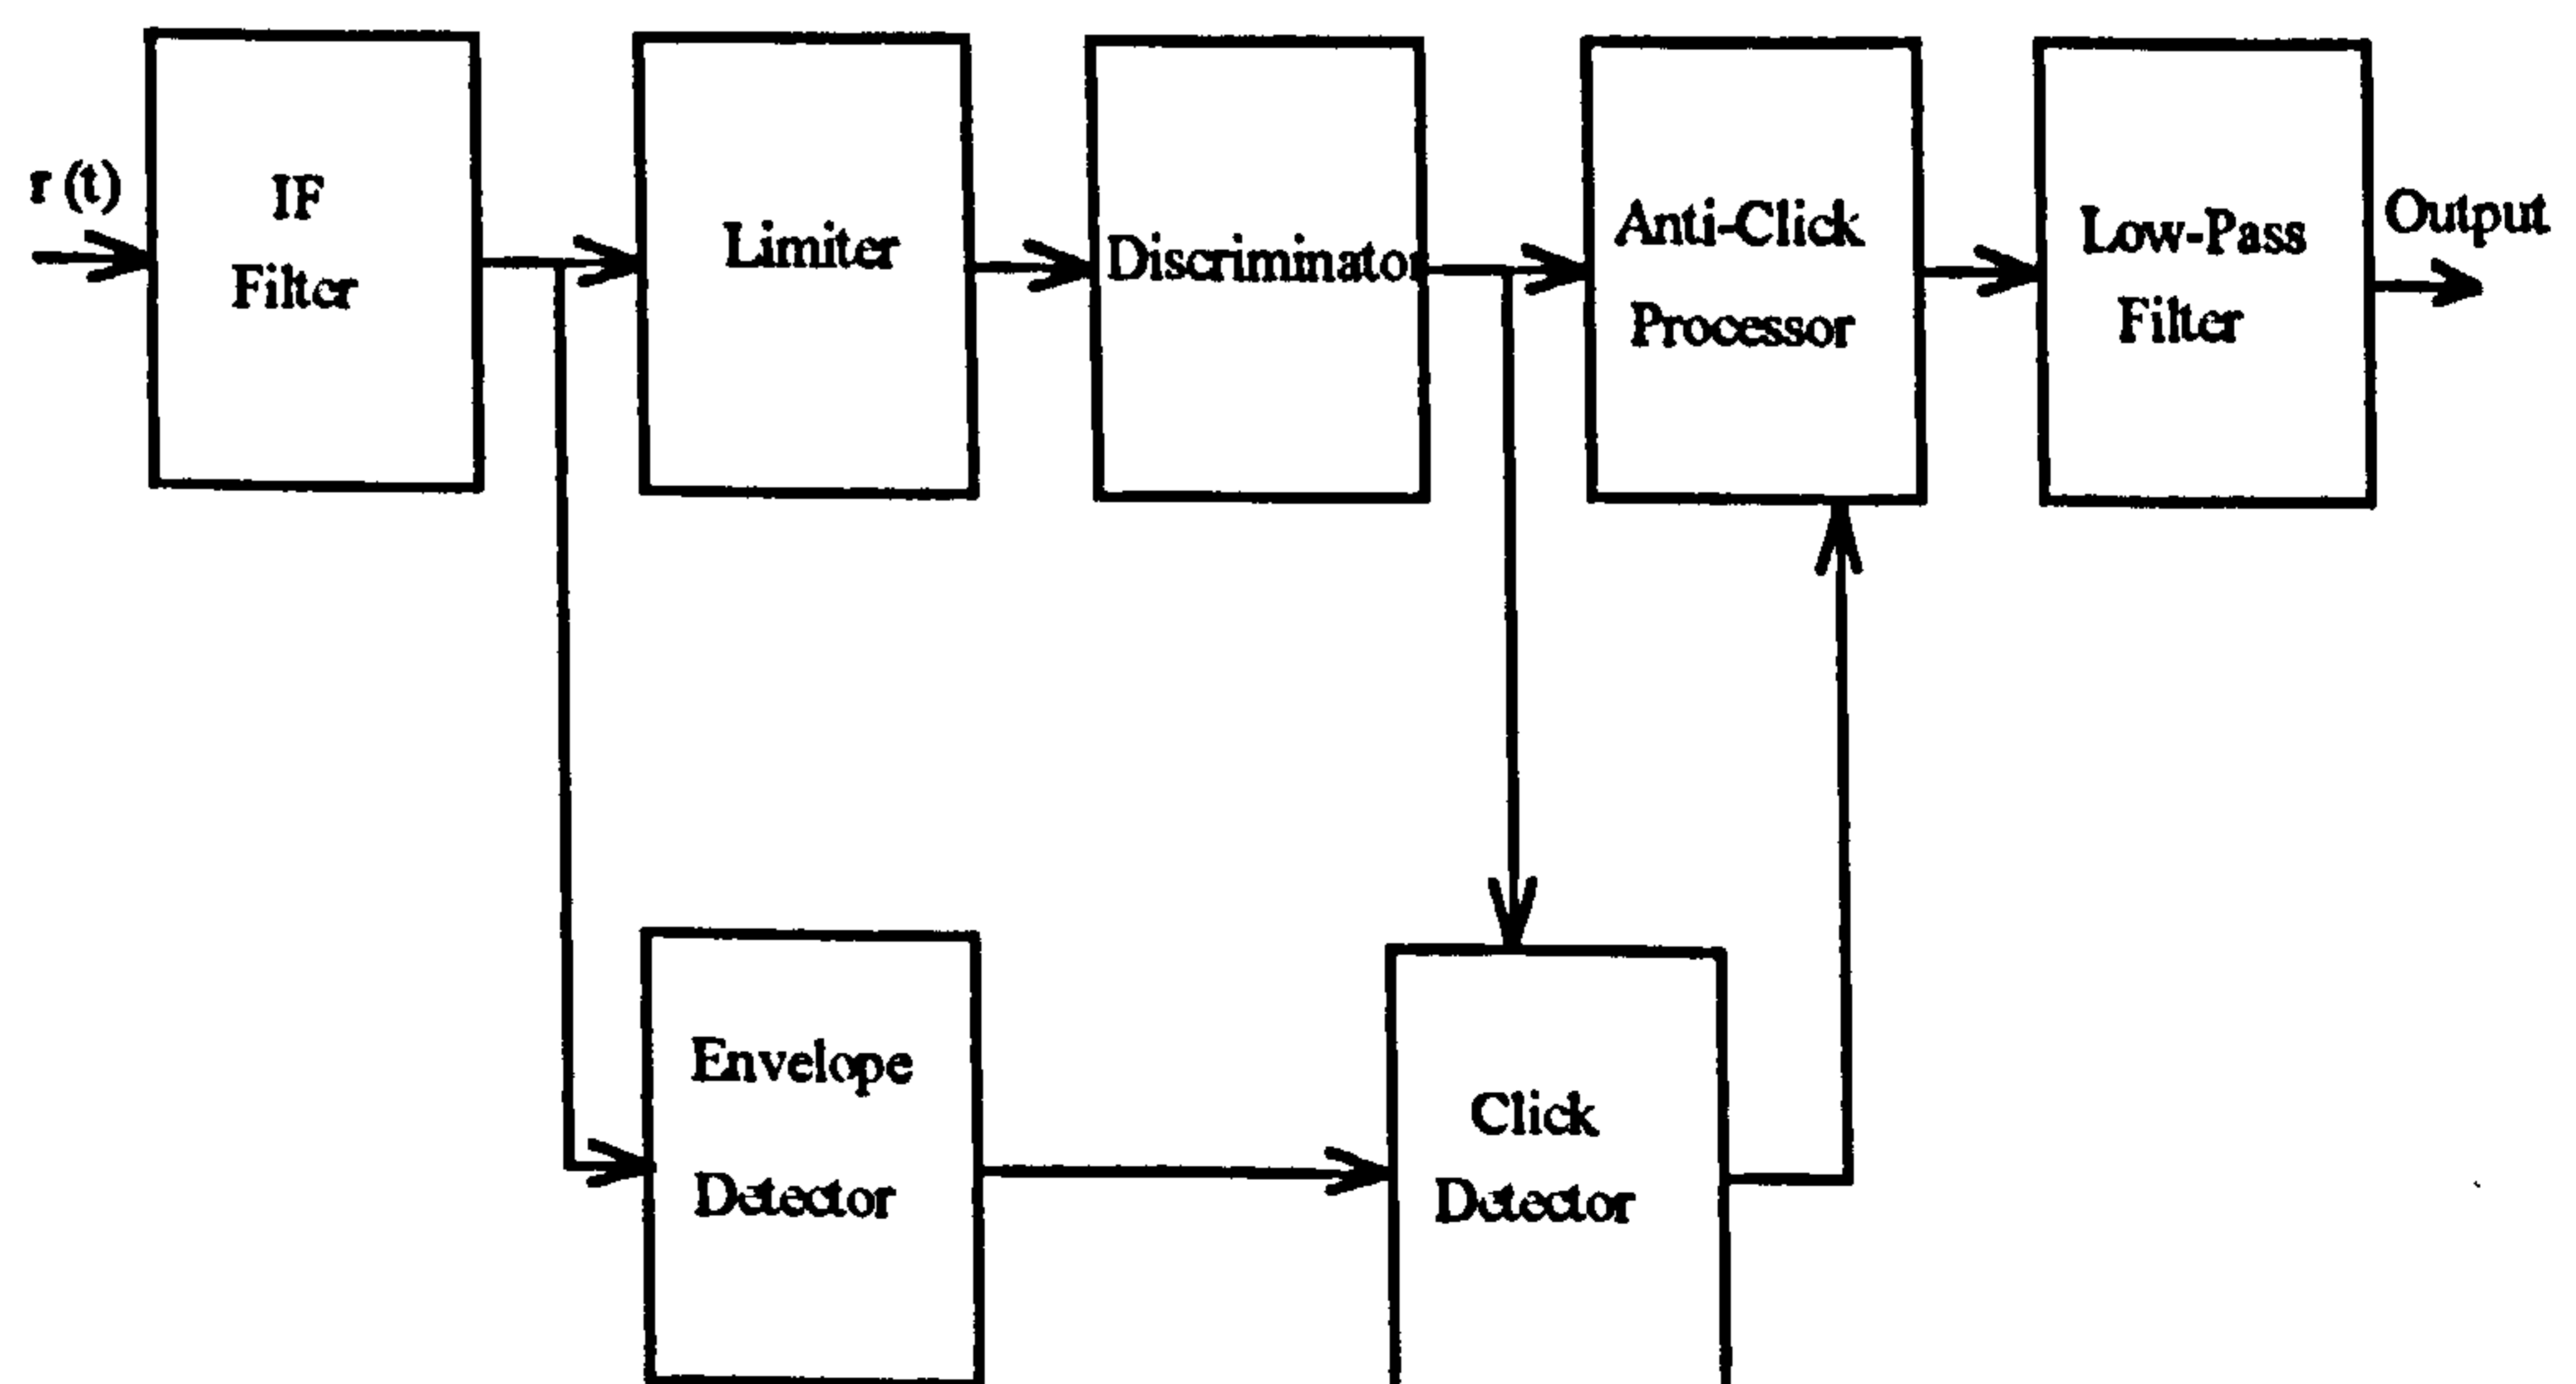 r (t)
IF
Filter
Limiter
Discriminator
Anti-Click
Processor
Low-Pass
Filter
Output
Envelope
Detector
Click
Detector